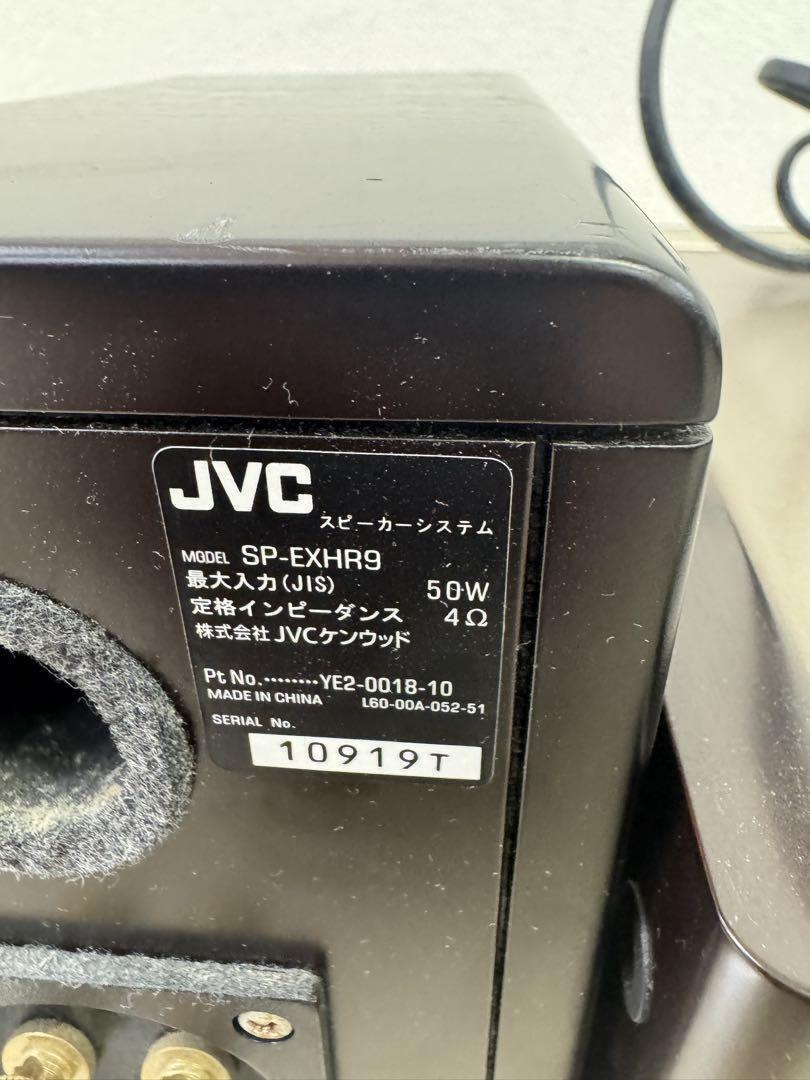 JVC
スピーカーシステム
MODEL SP-EXHR9
最大入力(JIS) 50W
定格インピーダンス 4Ω
株式会社 JVCケンウッド
Pt No.········YE2-0018-10
MADE IN CHINA L60-00A-052-51
SERIAL No.
10919T